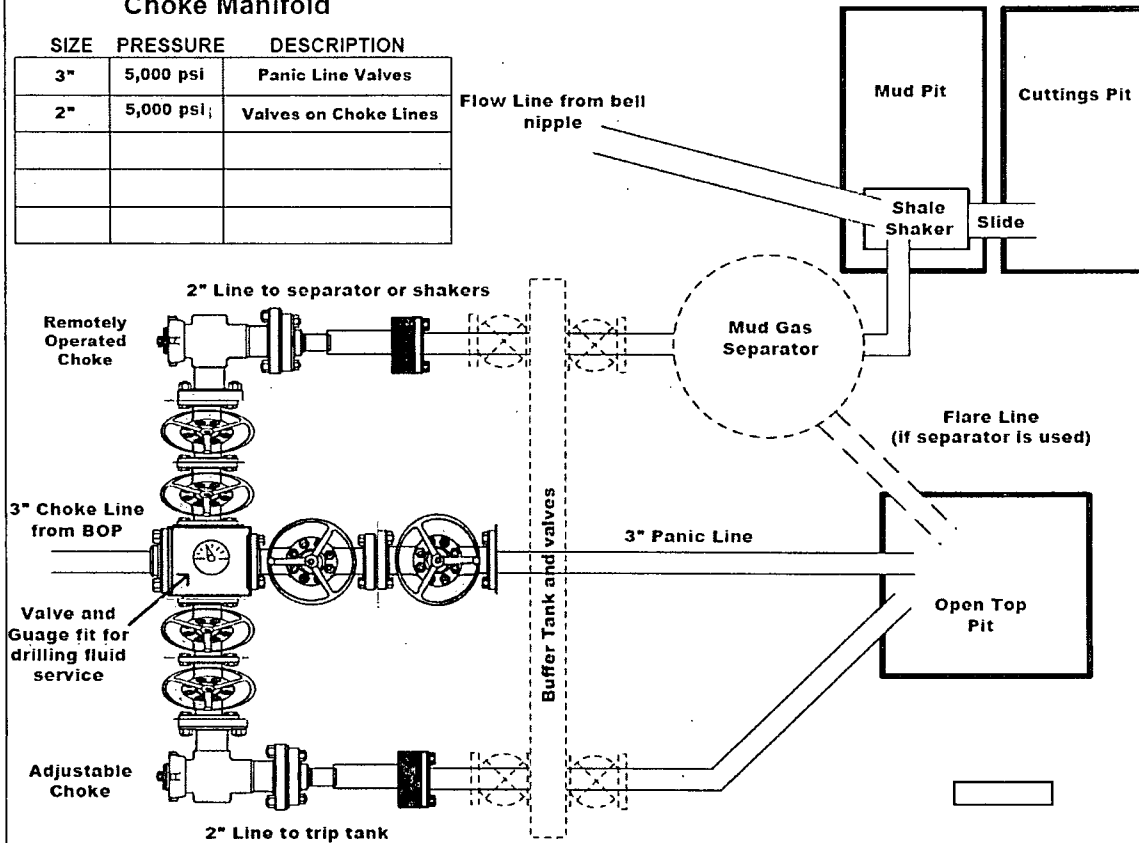 Choke Manifold
SIZE PRESSURE DESCRIPTION
3" 5,000 psi Panic Line Valves
2" 5,000 psi Valves on Choke Lines
Flow Line from bell
nipple
Mud Pit
Cuttings Pit
Shale
Shaker
Slide
2" Line to separator or shakers
Remotely
Operated
Choke
Mud Gas
Separator
Flare Line
(if separator is used)
3" Choke Line
from BOP
Buffer Tank and valves
3" Panic Line
Open Top
Pit
Valve and
Guage fit for
drilling fluid
service
Adjustable
Choke
2" Line to trip tank